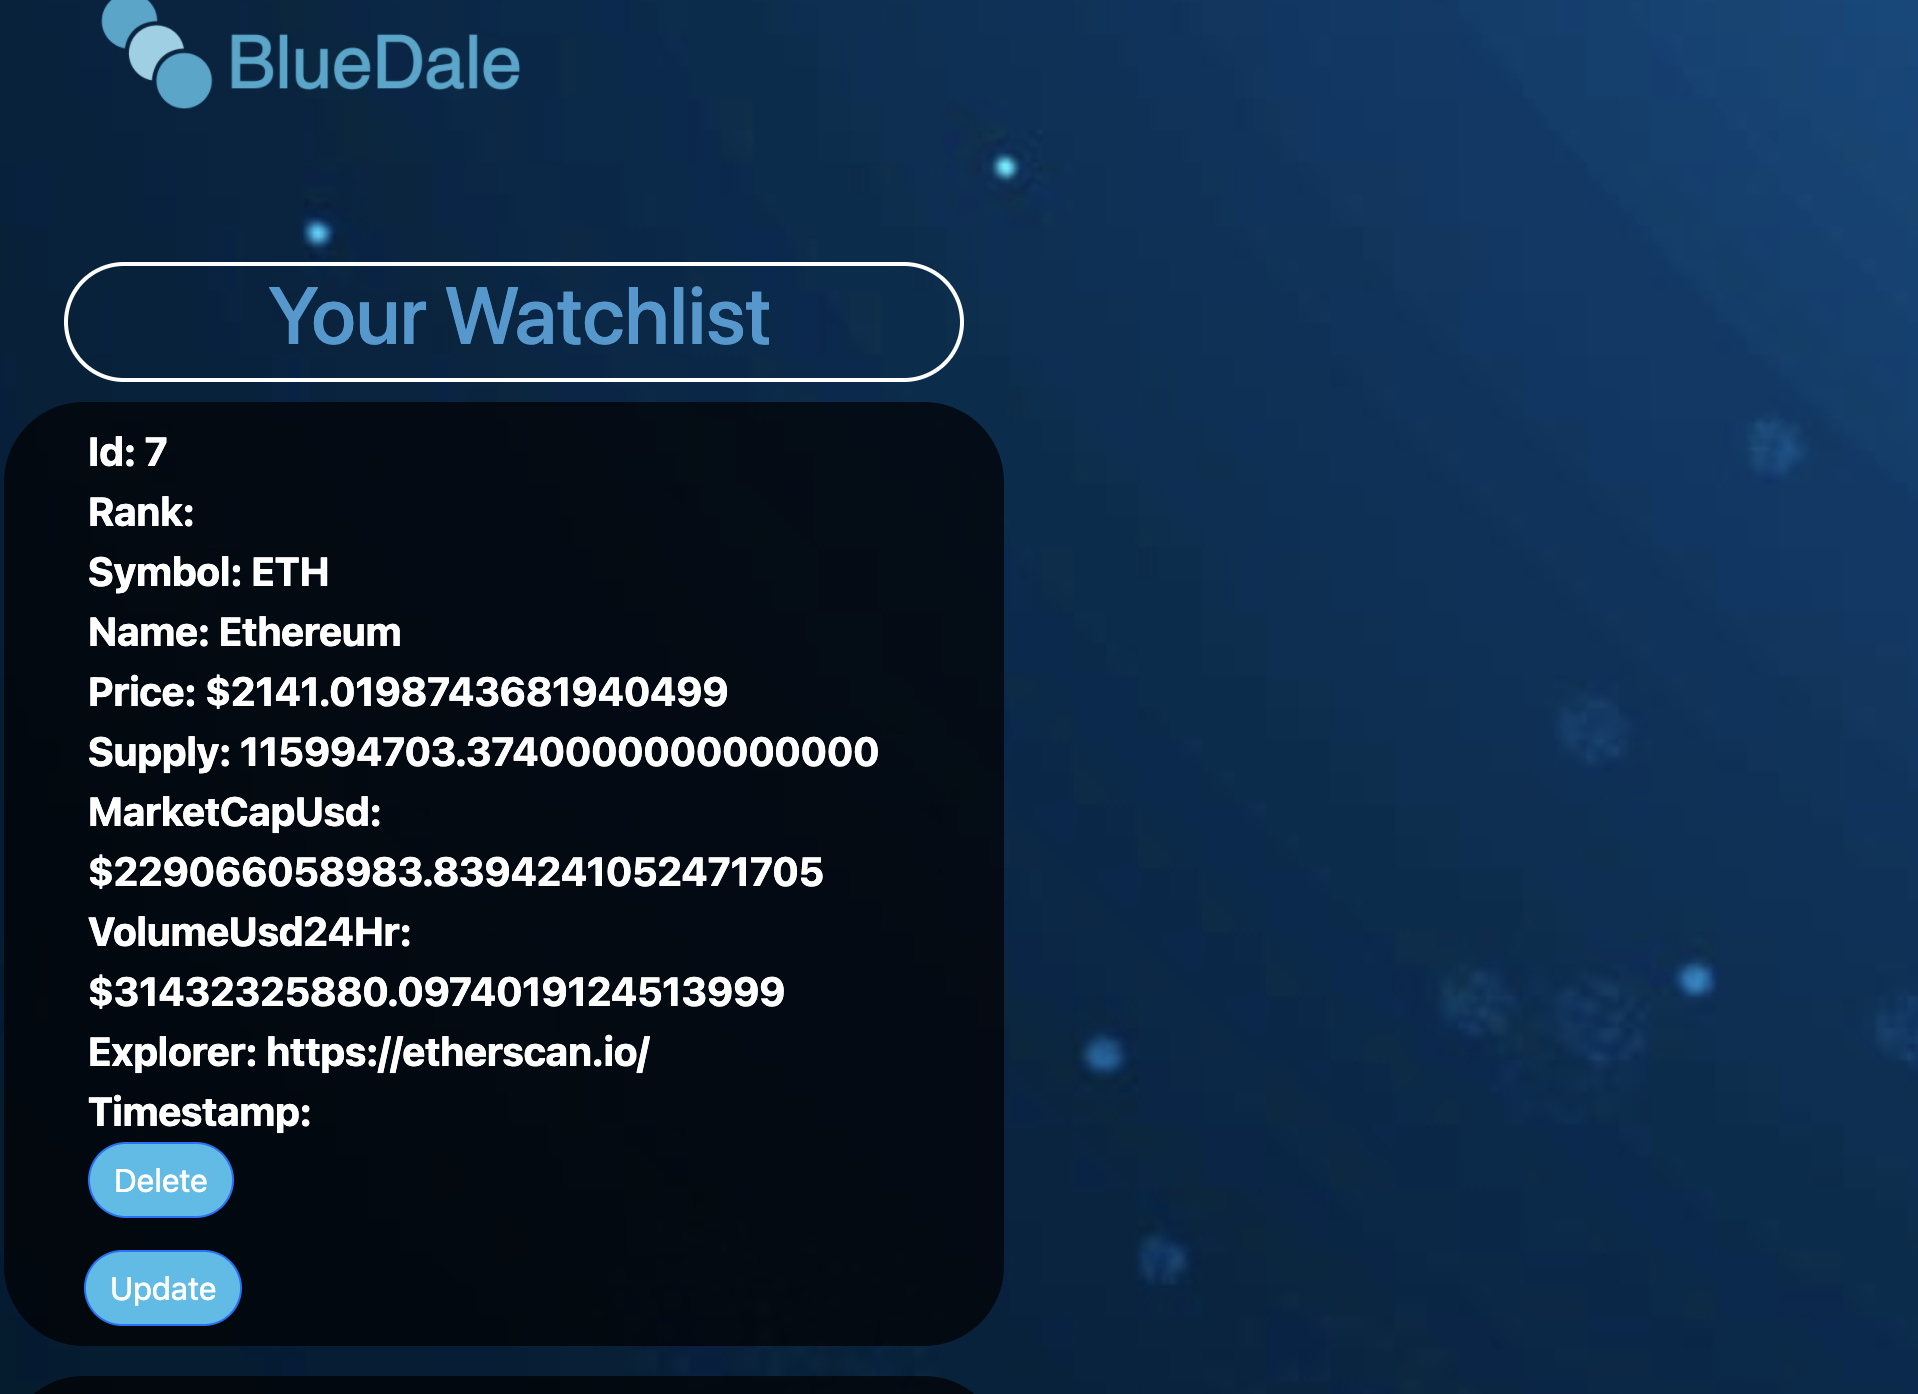 BlueDale
Your Watchlist
Id: 7
Rank:
Symbol: ETH
Name: Ethereum
Price: $2141.0198743681940499
Supply: 115994703.3740000000000000
MarketCapUsd:
$229066058983.8394241052471705
VolumeUsd24Hr:
$31432325880.0974019124513999
Explorer: https://etherscan.io/
Timestamp:
Delete
Update